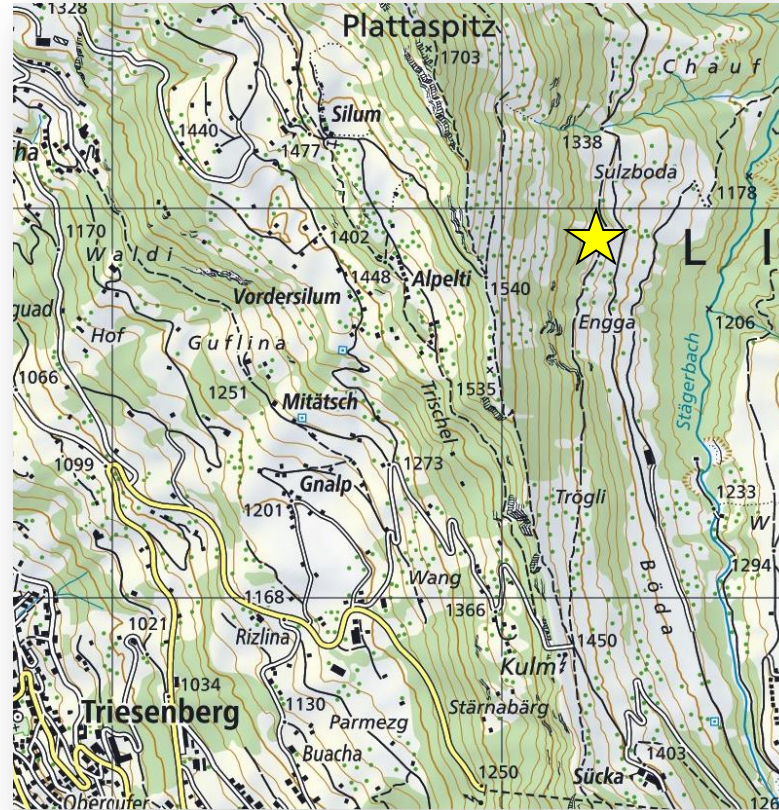 1328
Plattaspitz
1703
Chauf
Silum
1440
1477
1338
Sulzboda
1178
1170
Waldi
1402
L I
1448
Alpelti
Vordersilum
1540
1206
Engga
guad
Hof
Guflina
Stägerbach
1066
1251
1535
Mitätsch
Trischel
1099
1273
Gnalp
1201
Trögli
1233
W
1294
Wang
Böda
1168
1366
1021
Rizlina
1450
Kulm
1034
1130
Stärnabärg
Triesenberg
Parmezg
Buacha
1403
1250
Sücka
Obergufer